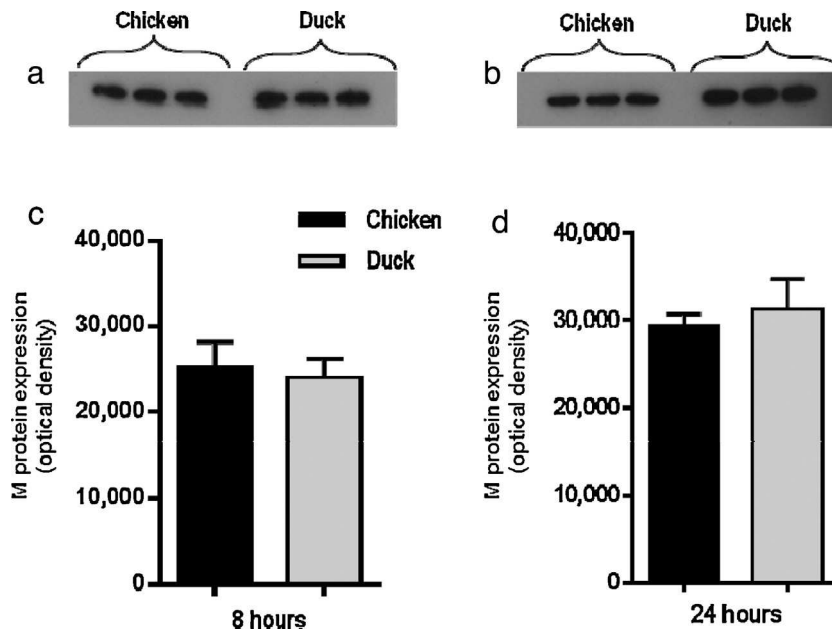 Chicken Duck
a
Chicken Duck
b
c
Chicken
Duck
40,000
30,000
20,000
10,000
0
M protein expression
(optical density)
8 hours
d
40,000
30,000
20,000
10,000
0
M protein expression
(optical density)
24 hours